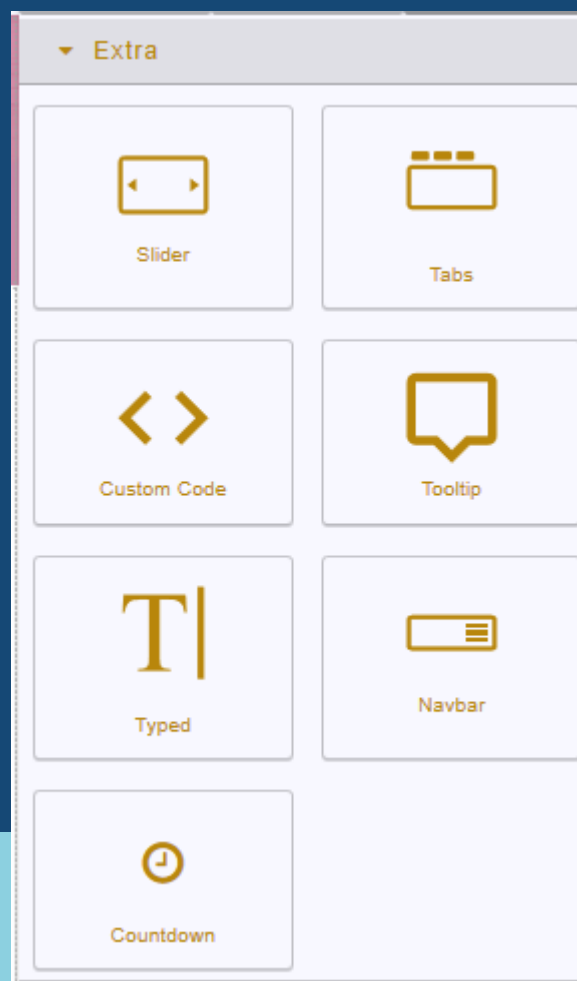 Extra
Slider
Tabs
Custom Code
Tooltip
Typed
Navbar
Countdown